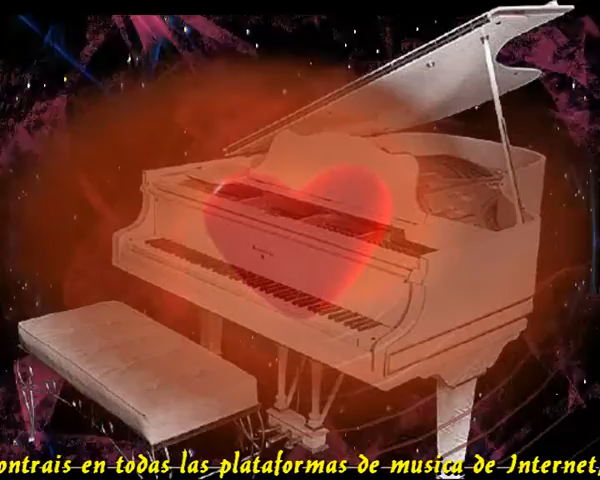 ontrais en todas las plataformas de musica de Internet,